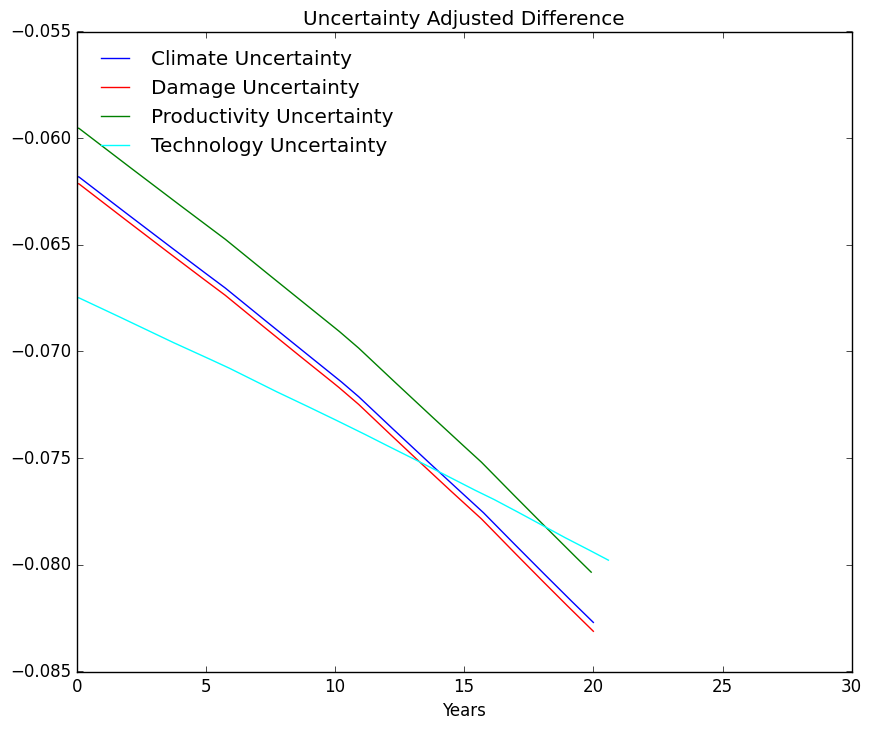 Uncertainty Adjusted Difference
−0.055
Climate Uncertainty
Damage Uncertainty
Productivity Uncertainty
Technology Uncertainty
−0.060
−0.065
−0.070
−0.075
−0.080
−0.085
0 5 10 15 20 25 30
Years